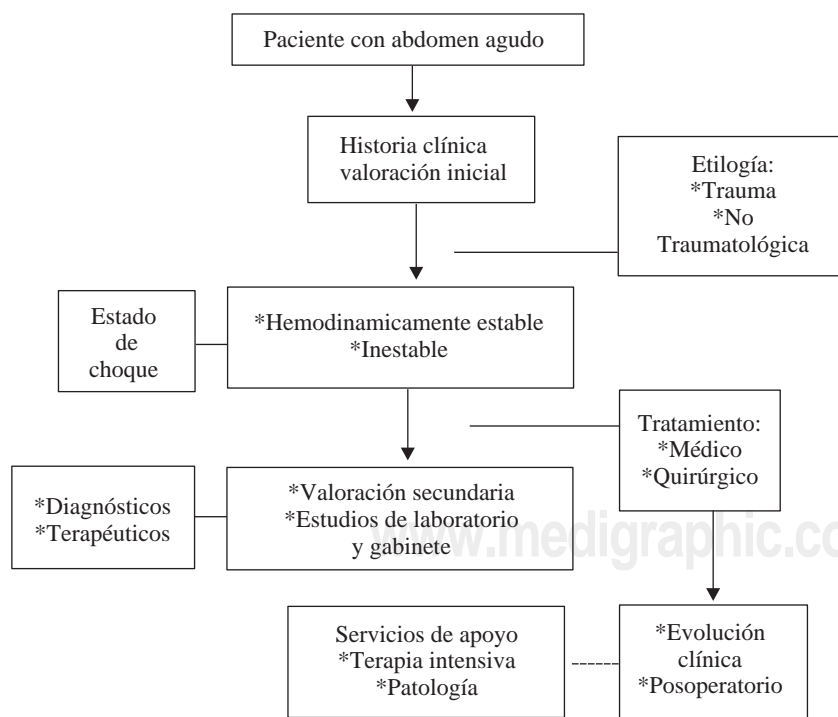 Paciente con abdomen agudo
Historia clínica
valoración inicial
Etilogía:
*Trauma
*No
Traumatológica
Estado
de
choque
*Hemodinamicamente estable
*Inestable
Tratamiento:
*Médico
*Quirúrgico
*Diagnósticos
*Terapéuticos
*Valoración secundaria
*Estudios de laboratorio
y gabinete
www.medigraphic.co
Servicios de apoyo
*Terapia intensiva
*Patología
*Evolución
clínica
*Posoperatorio